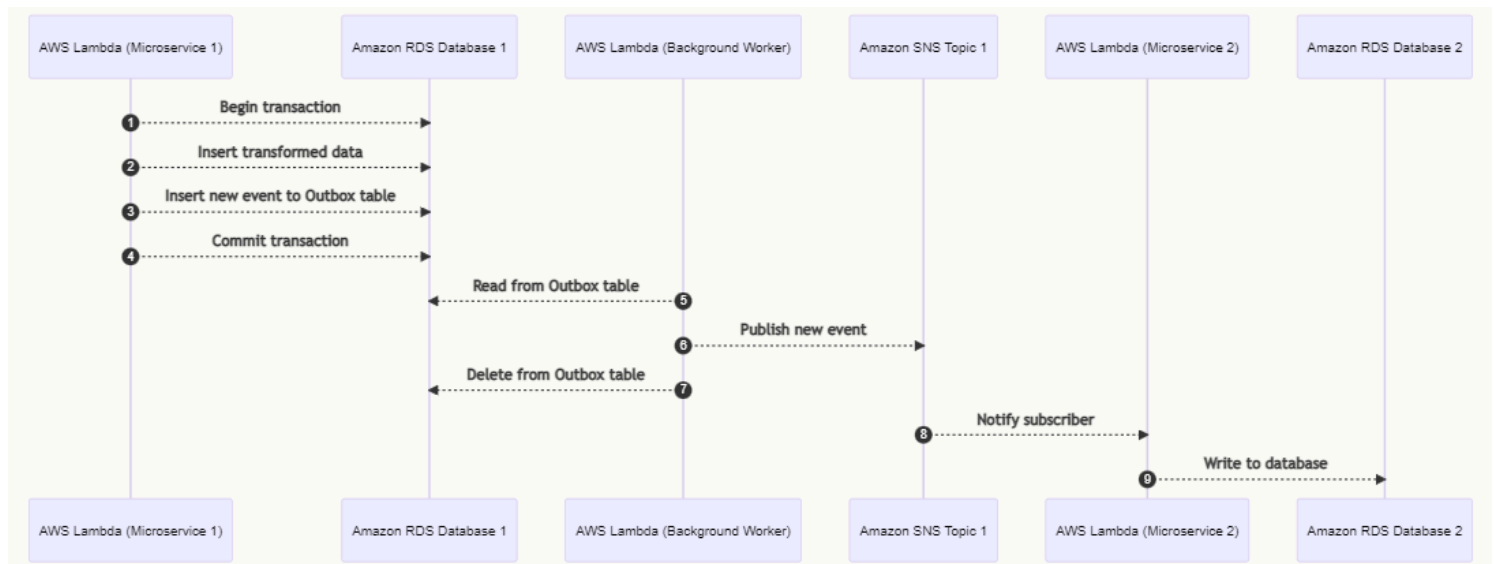 AWS Lambda (Microservice 1)
Amazon RDS Database 1
AWS Lambda (Background Worker)
Amazon SNS Topic 1
AWS Lambda (Microservice 2)
Amazon RDS Database 2
Begin transaction
1
Insert transformed data
2
Insert new event to Outbox table
3
Commit transaction
4
Read from Outbox table
5
Publish new event
6
Delete from Outbox table
7
Notify subscriber
8
Write to database
9
AWS Lambda (Microservice 1)
Amazon RDS Database 1
AWS Lambda (Background Worker)
Amazon SNS Topic 1
AWS Lambda (Microservice 2)
Amazon RDS Database 2